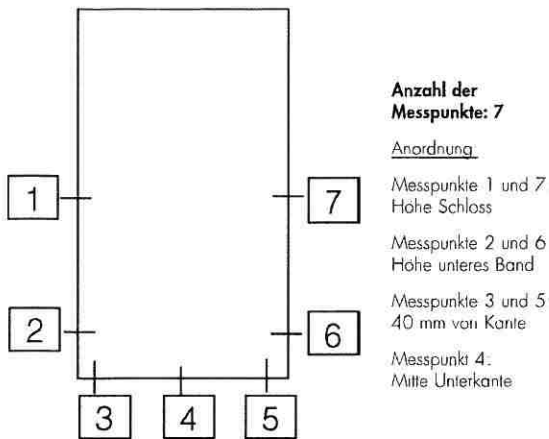 Anzahl der
Messpunkte: 7
Anordnung
Messpunkte 1 und 7
Höhe Schloss
Messpunkte 2 und 6
Höhe unteres Band
Messpunkte 3 und 5
40 mm von Kante
Messpunkt 4:
Mitte Unterkante
1
7
2
6
3
4
5